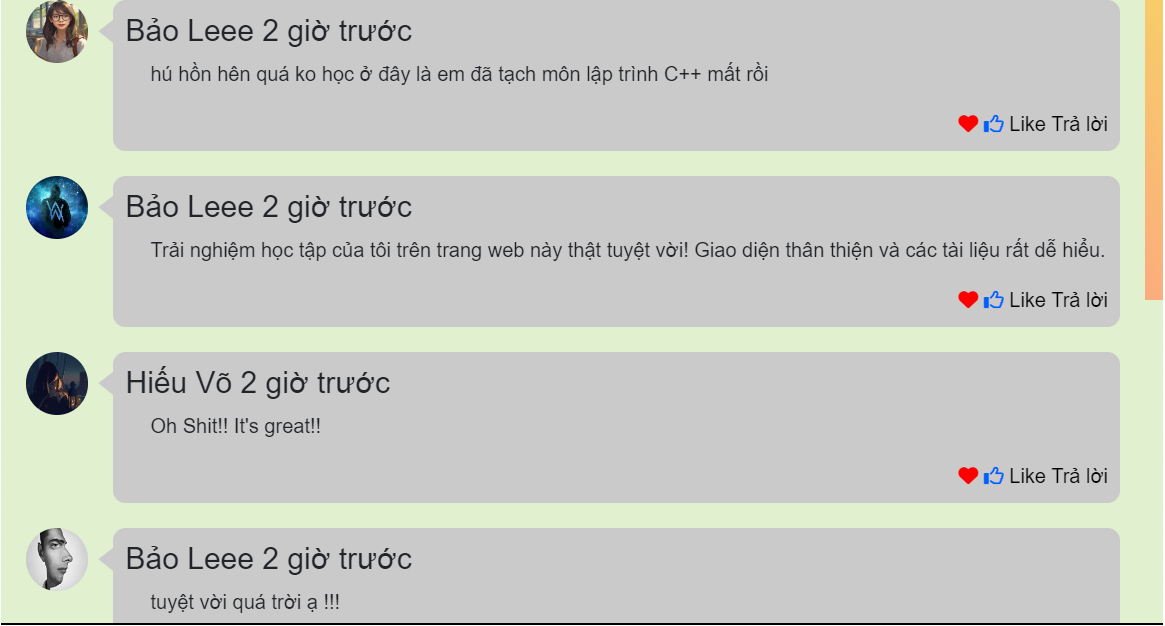 Bảo Leee 2 giờ trước
hú hồn hên quá ko học ở đây là em đã tạch môn lập trình C++ mất rồi
Like Trả lời
Bảo Leee 2 giờ trước
Trải nghiệm học tập của tôi trên trang web này thật tuyệt vời! Giao diện thân thiện và các tài liệu rất dễ hiểu.
Like Trả lời
Hiếu Võ 2 giờ trước
Oh Shit!! It's great!!
Like Trả lời
Bảo Leee 2 giờ trước
tuyệt vời quá trời ạ !!!